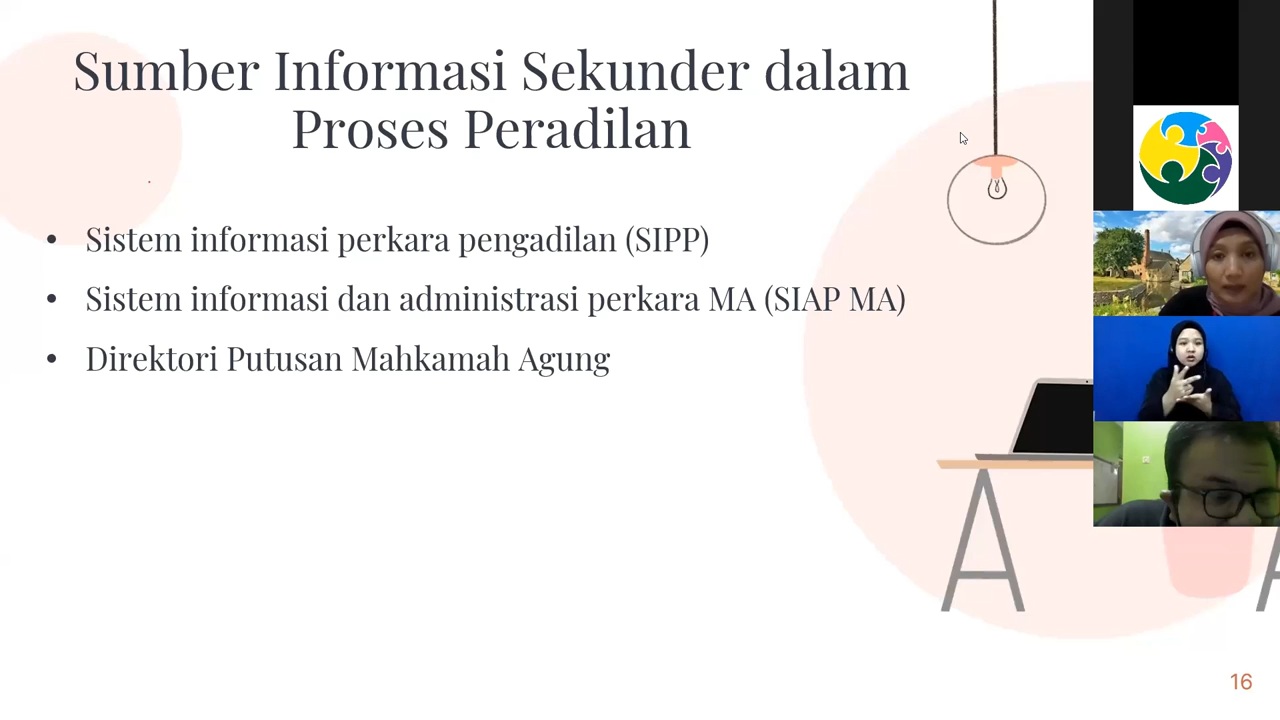 Sumber Informasi Sekunder dalam
Proses Peradilan
• Sistem informasi perkara pengadilan (SIPP)
• Sistem informasi dan administrasi perkara MA (SIAP MA)
• Direktori Putusan Mahkamah Agung
16